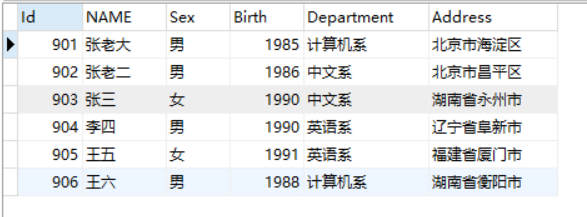 Id NAME Sex Birth Department Address
901 张老大 男 1985 计算机系 北京市海淀区
902 张老二 男 1986 中文系 北京市昌平区
903 张三 女 1990 中文系 湖南省永州市
904 李四 男 1990 英语系 辽宁省阜新市
905 王五 女 1991 英语系 福建省厦门市
906 王六 男 1988 计算机系 湖南省衡阳市